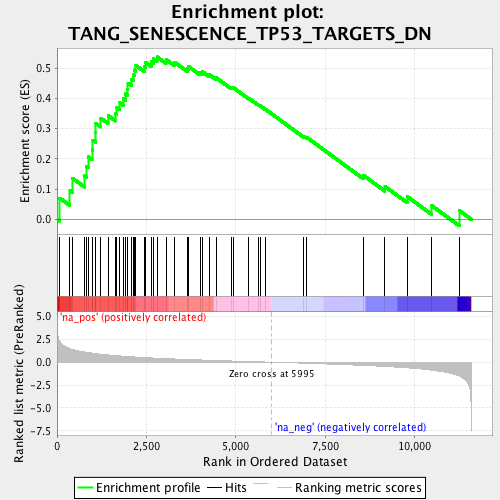 Enrichment plot:
TANG_SENESCENCE_TP53_TARGETS_DN
Enrichment score (ES)
0.5
0.4
0.3
0.2
0.1
0.0
Ranked list metric (PreRanked)
5.0
2.5
0.0
-2.5
-5.0
-7.5
'na_pos' (positively correlated)
Zero cross at 5995
'na_neg' (negatively correlated)
0 2,500 5,000 7,500 10,000
Rank in Ordered Dataset
Enrichment profile Hits Ranking metric scores